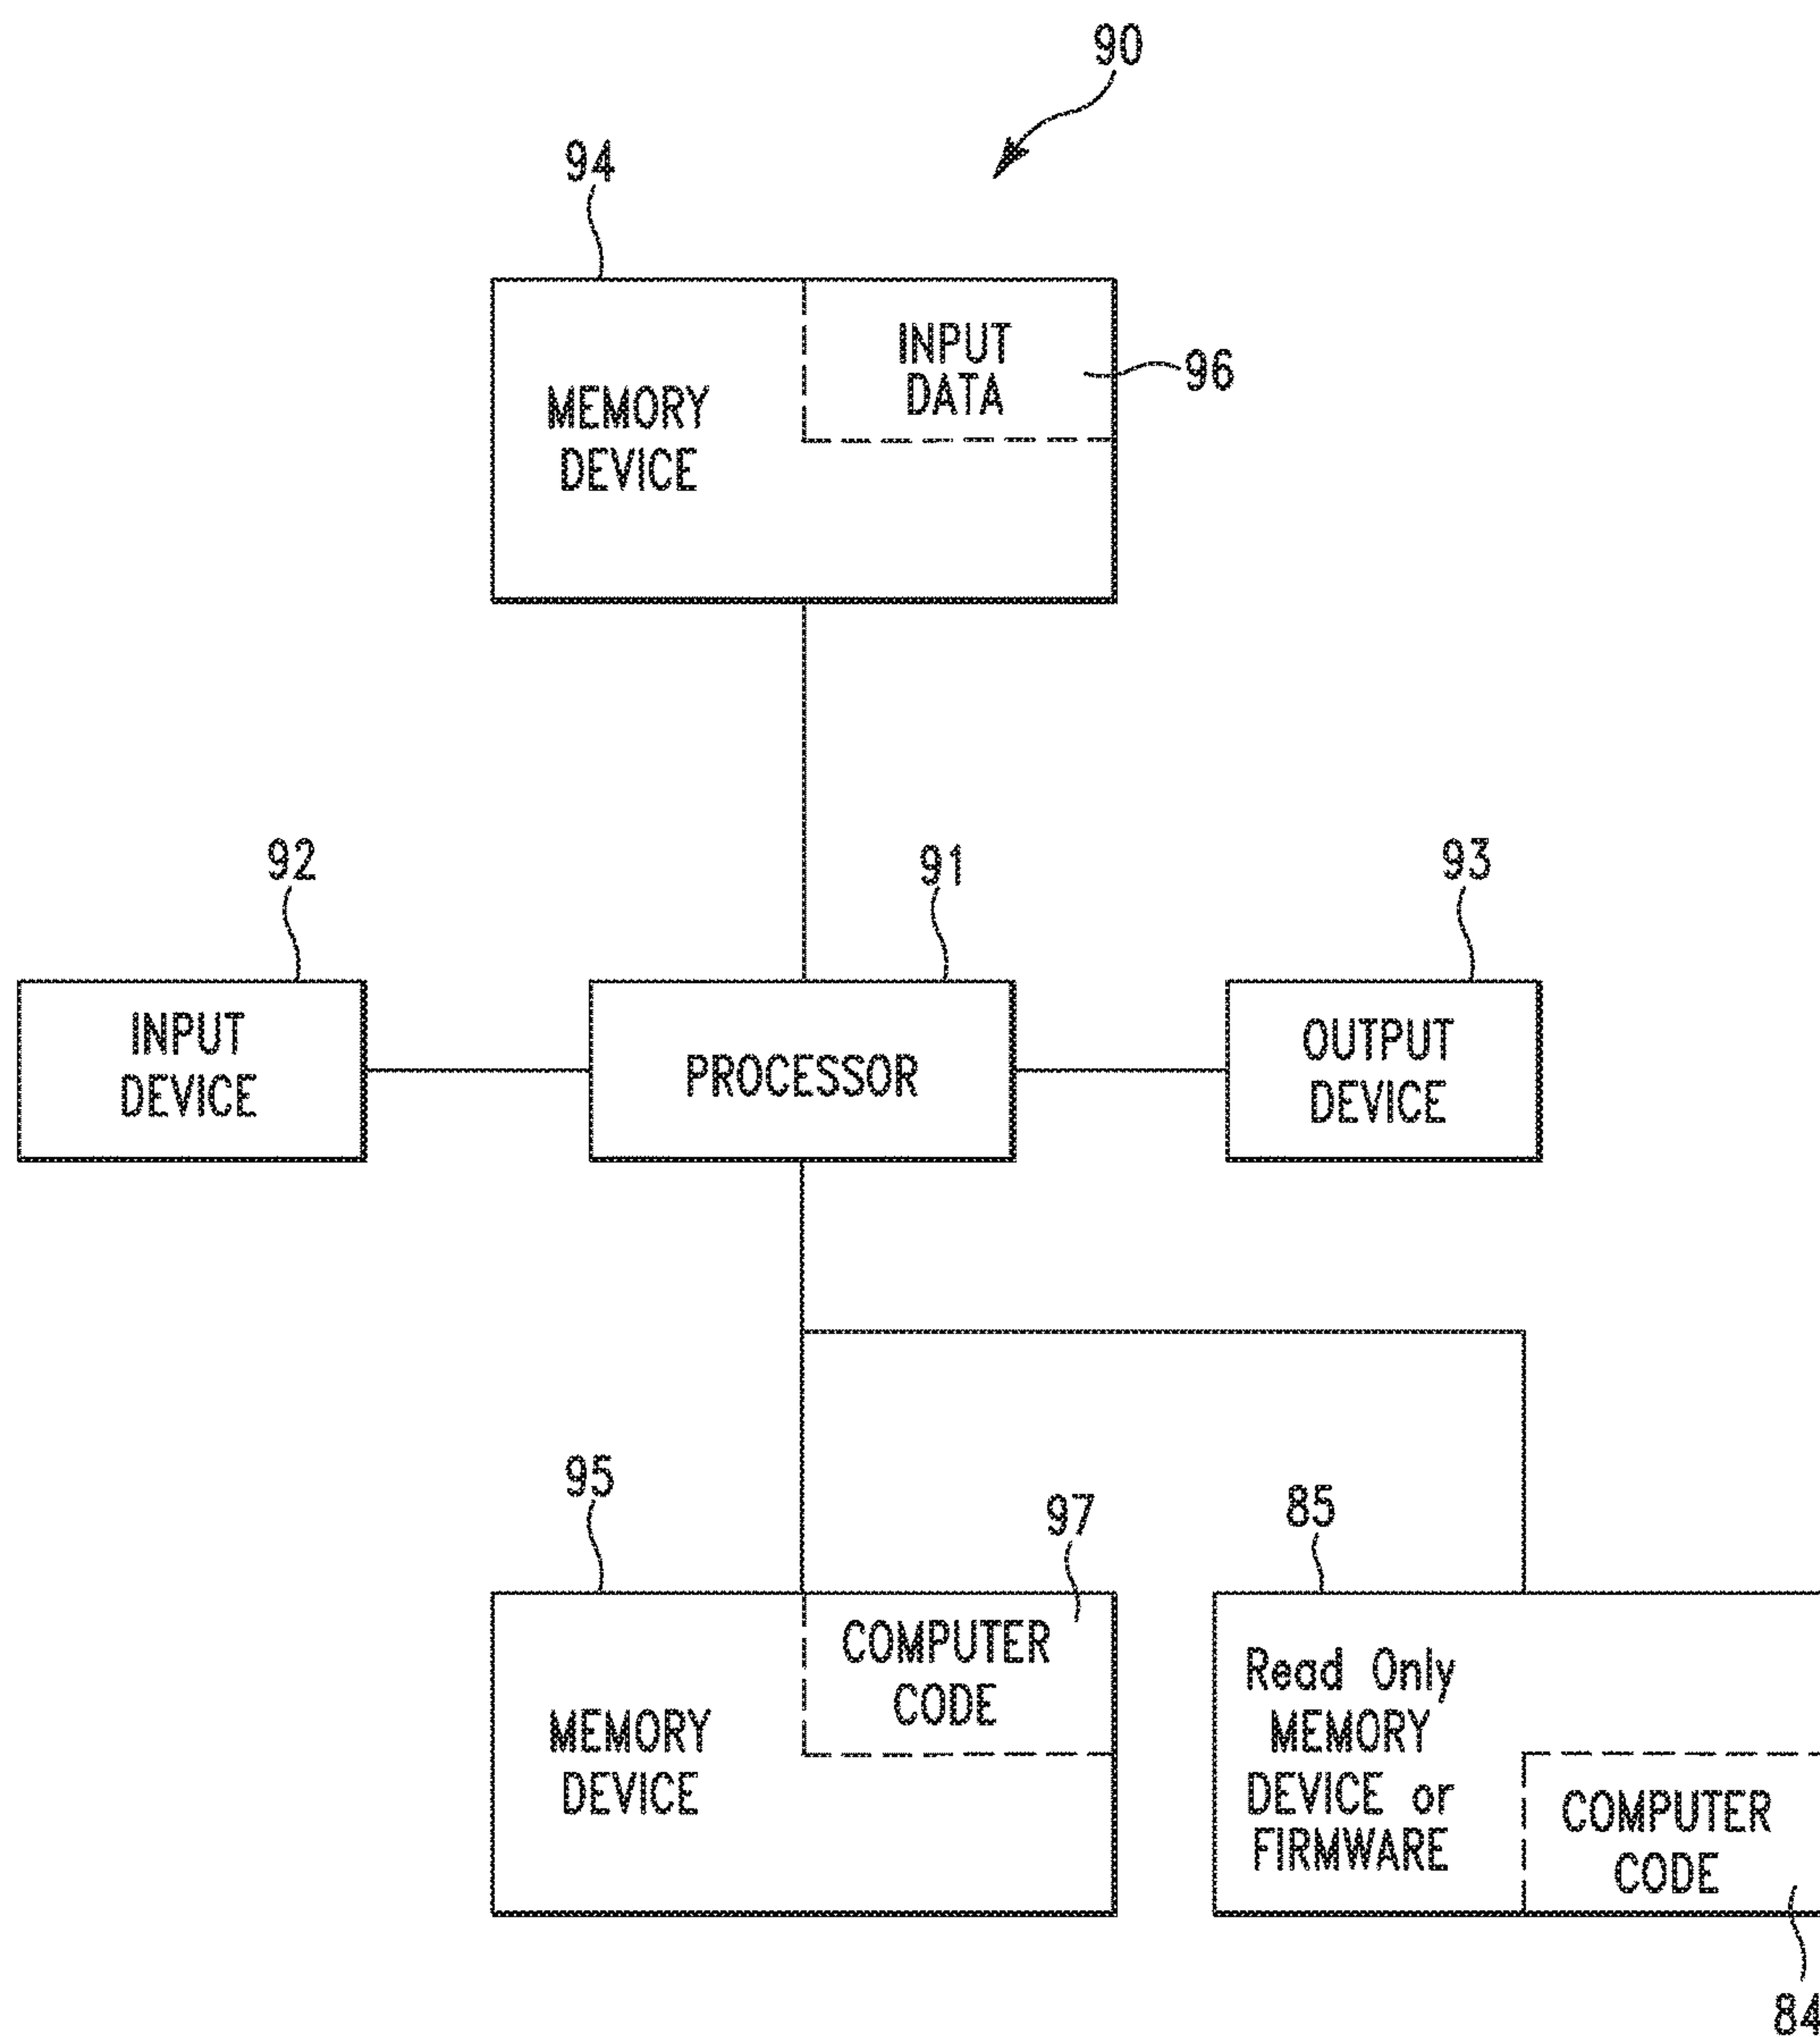 90
94
INPUT
DATA
96
MEMORY
DEVICE
92
91
93
INPUT
DEVICE
PROCESSOR
OUTPUT
DEVICE
95
97
85
COMPUTER
CODE
MEMORY
DEVICE
Read Only
MEMORY
DEVICE or
FIRMWARE
COMPUTER
CODE
84